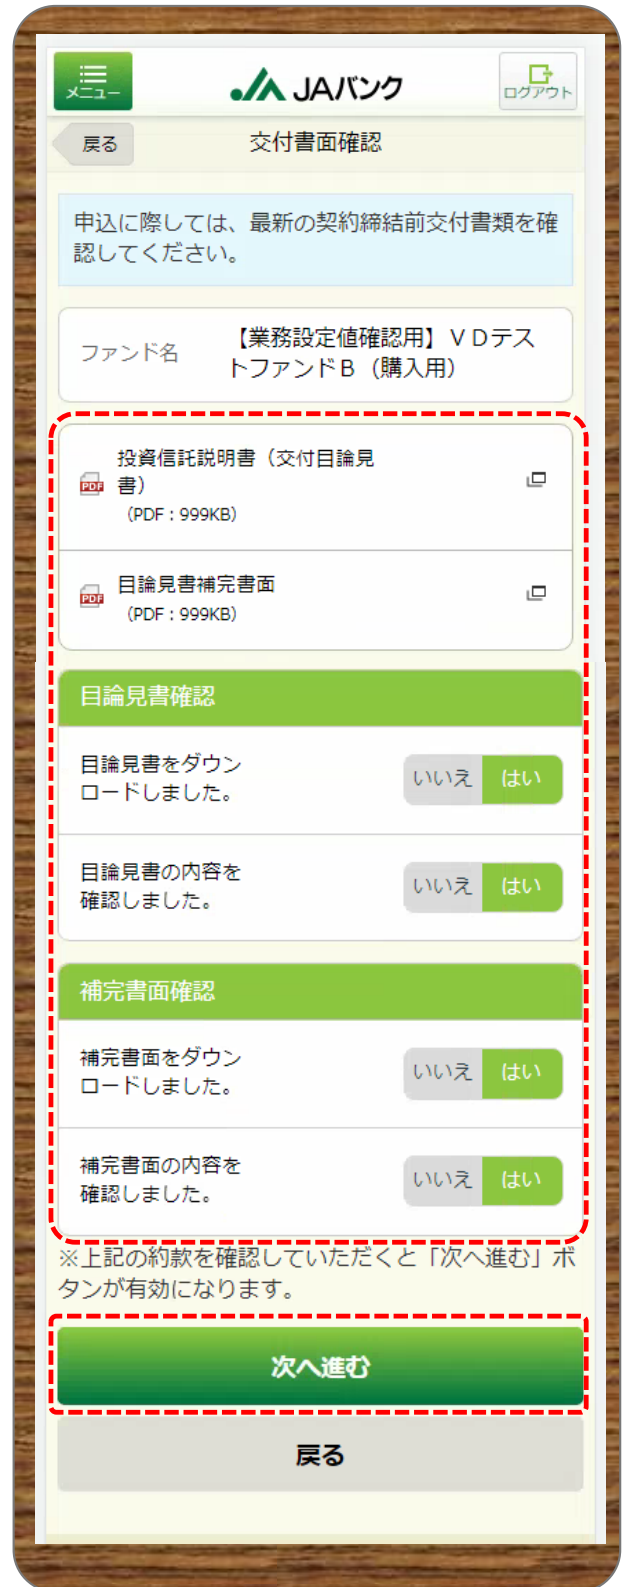 メニュー
JAバンク
ログアウト
戻る
交付書面確認
申込に際しては、最新の契約締結前交付書類を確
認してください。
ファンド名
【業務設定値確認用】ＶＤテス
トファンドＢ（購入用）
投資信託説明書（交付目論見
書）
（PDF：999KB）
PDF
目論見書補完書面
（PDF：999KB）
PDF
目論見書確認
目論見書をダウン
ロードしました。
いいえ はい
目論見書の内容を
確認しました。
いいえ はい
補完書面確認
補完書面をダウン
ロードしました。
いいえ はい
補完書面の内容を
確認しました。
いいえ はい
※上記の約款を確認していただくと「次へ進む」ボ
タンが有効になります。
次へ進む
戻る